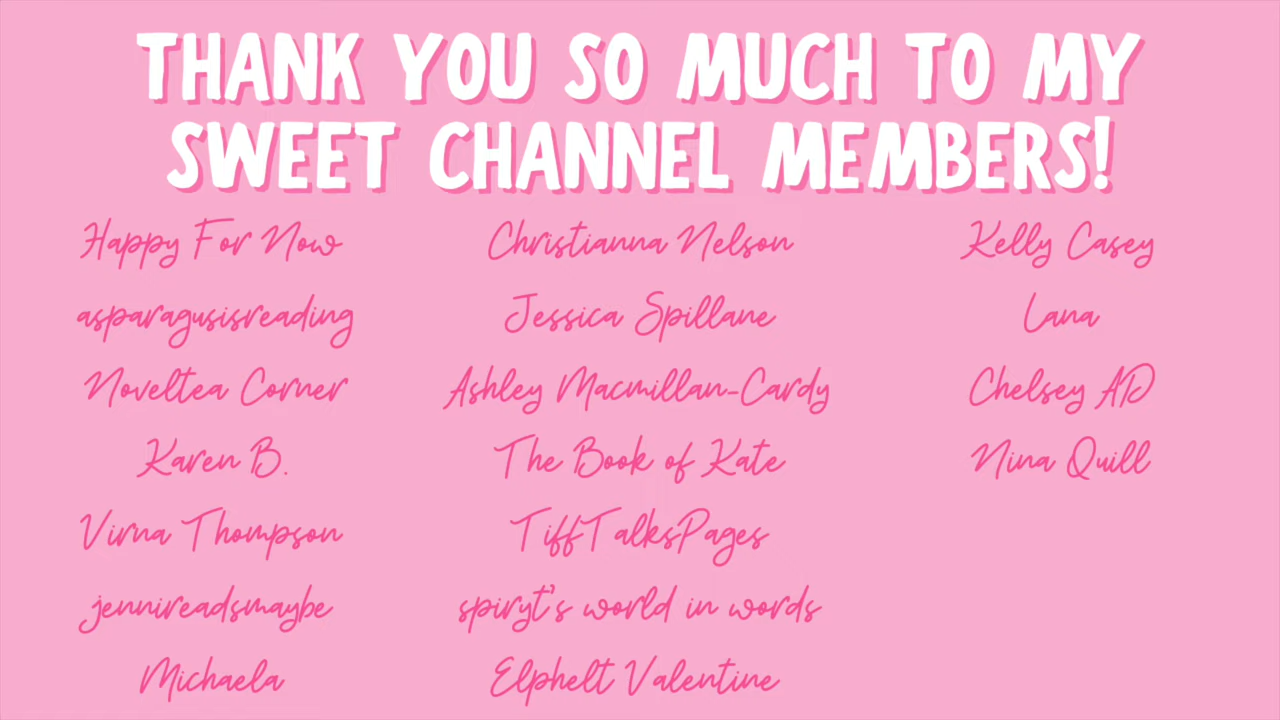 THANK YOU SO MUCH TO MY
SWEET CHANNEL MEMBERS!
Happy For Now
asparagusisreading
Noveltea Corner
Karen B.
Virna Thompson
jennireadsmaybe
Michaela
Christianna Nelson
Jessica Spillane
Ashley Macmillan-Cardy
The Book of Kate
TiffTalksPages
spiryt's world in words
Elphelt Valentine
Kelly Casey
Lana
Chelsey AD
Nina Quill